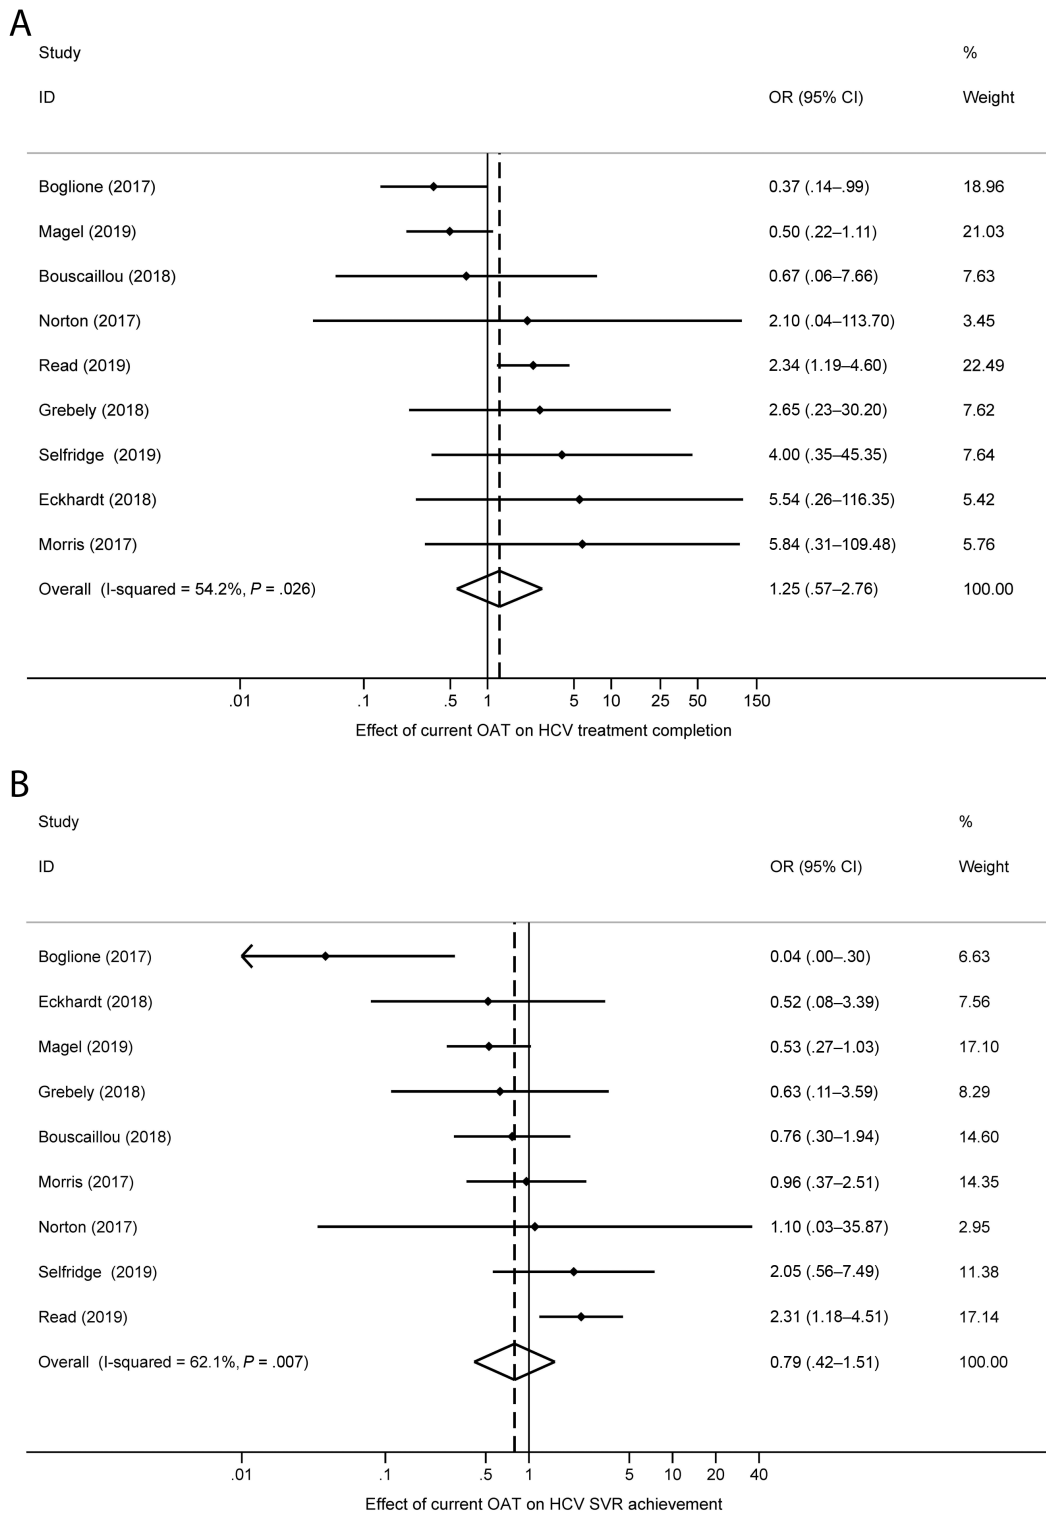 A
Study %
ID OR (95% CI) Weight
Boglione (2017) 0.37 (.14–.99) 18.96
Magel (2019) 0.50 (.22–1.11) 21.03
Bouscaillou (2018) 0.67 (.06–7.66) 7.63
Norton (2017) 2.10 (.04–113.70) 3.45
Read (2019) 2.34 (1.19–4.60) 22.49
Grebely (2018) 2.65 (.23–30.20) 7.62
Selfridge (2019) 4.00 (.35–45.35) 7.64
Eckhardt (2018) 5.54 (.26–116.35) 5.42
Morris (2017) 5.84 (.31–109.48) 5.76
Overall (I-squared = 54.2%, P = .026) 1.25 (.57–2.76) 100.00
.01 .1 .5 1 5 10 25 50 150
Effect of current OAT on HCV treatment completion
B
Study %
ID OR (95% CI) Weight
Boglione (2017) 0.04 (.00–.30) 6.63
Eckhardt (2018) 0.52 (.08–3.39) 7.56
Magel (2019) 0.53 (.27–1.03) 17.10
Grebely (2018) 0.63 (.11–3.59) 8.29
Bouscaillou (2018) 0.76 (.30–1.94) 14.60
Morris (2017) 0.96 (.37–2.51) 14.35
Norton (2017) 1.10 (.03–35.87) 2.95
Selfridge (2019) 2.05 (.56–7.49) 11.38
Read (2019) 2.31 (1.18–4.51) 17.14
Overall (I-squared = 62.1%, P = .007) 0.79 (.42–1.51) 100.00
.01 .1 .5 1 5 10 20 40
Effect of current OAT on HCV SVR achievement